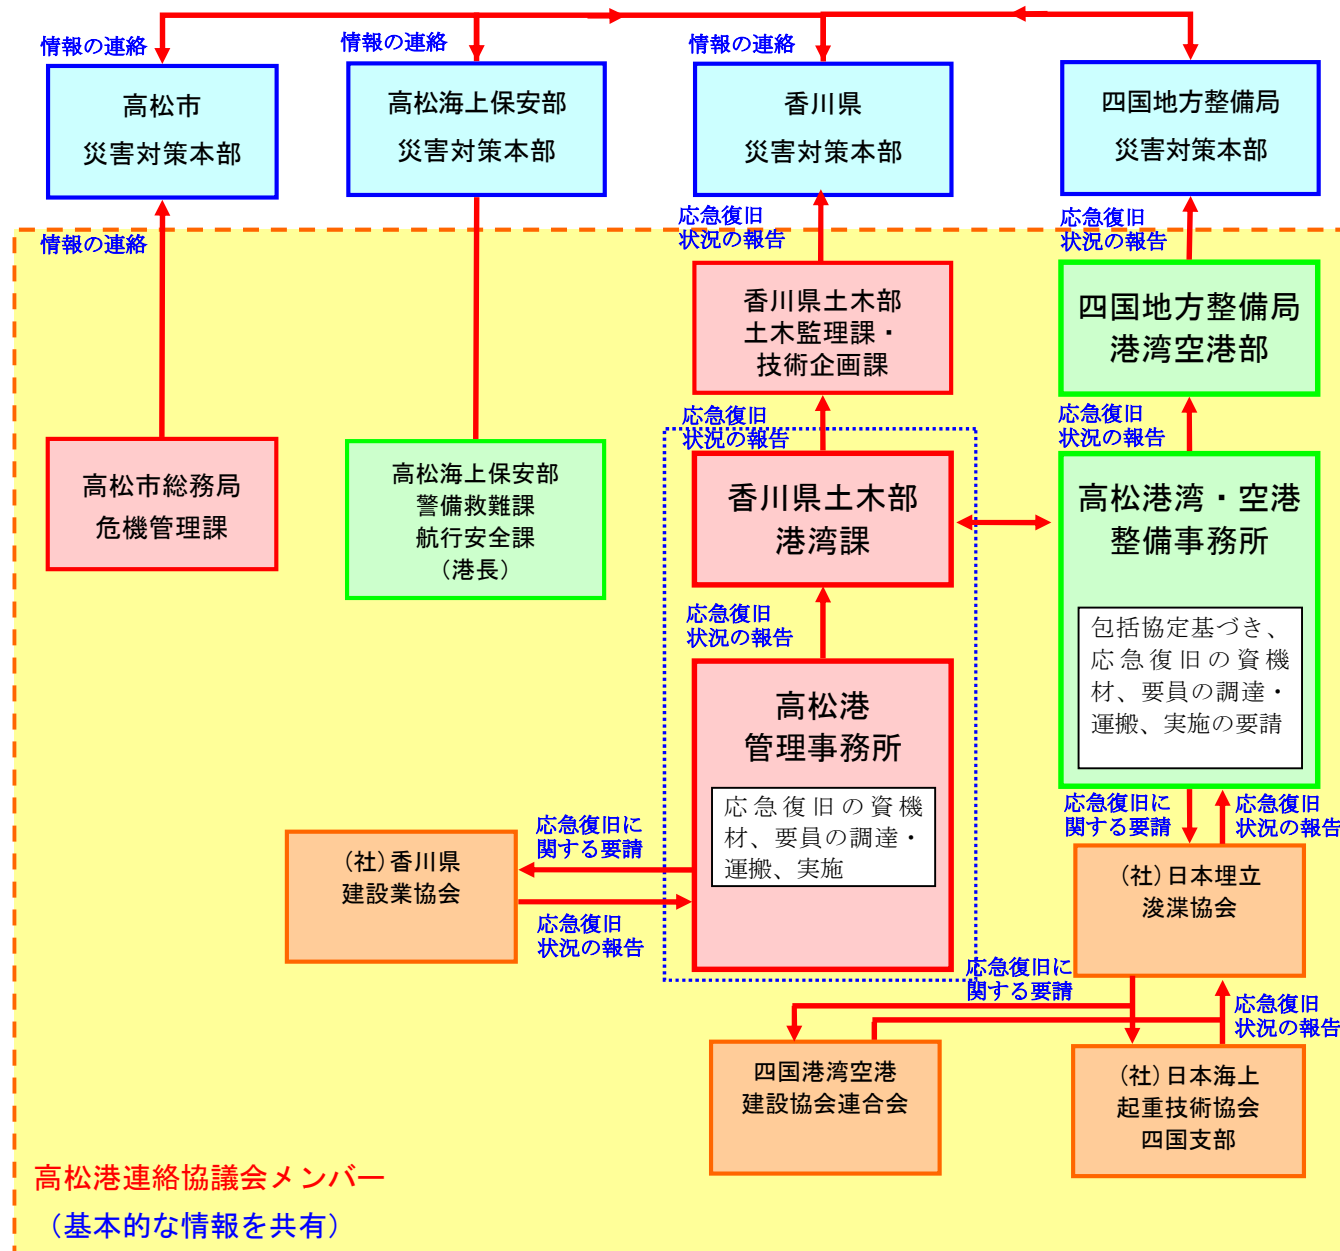 情報の連絡
情報の連絡
情報の連絡
高松市
災害対策本部
高松海上保安部
災害対策本部
香川県
災害対策本部
四国地方整備局
災害対策本部
情報の連絡
応急復旧
状況の報告
応急復旧
状況の報告
香川県土木部
土木監理課・
技術企画課
四国地方整備局
港湾空港部
応急復旧
状況の報告
応急復旧
状況の報告
高松市総務局
危機管理課
高松海上保安部
警備救難課
航行安全課
（港長）
香川県土木部
港湾課
高松港湾・空港
整備事務所
包括協定基づき、
応急復旧の資機
材、要員の調達・
運搬、実施の要請
応急復旧
状況の報告
高松港
管理事務所
応急復旧の資機
材、要員の調達・
運搬、実施
応急復旧に
関する要請
応急復旧
状況の報告
応急復旧に
関する要請
応急復旧
状況の報告
（社）香川県
建設業協会
（社）日本埋立
浚渫協会
応急復旧に
関する要請
応急復旧
状況の報告
四国港湾空港
建設協会連合会
（社）日本海上
起重技術協会
四国支部
高松港連絡協議会メンバー
（基本的な情報を共有）